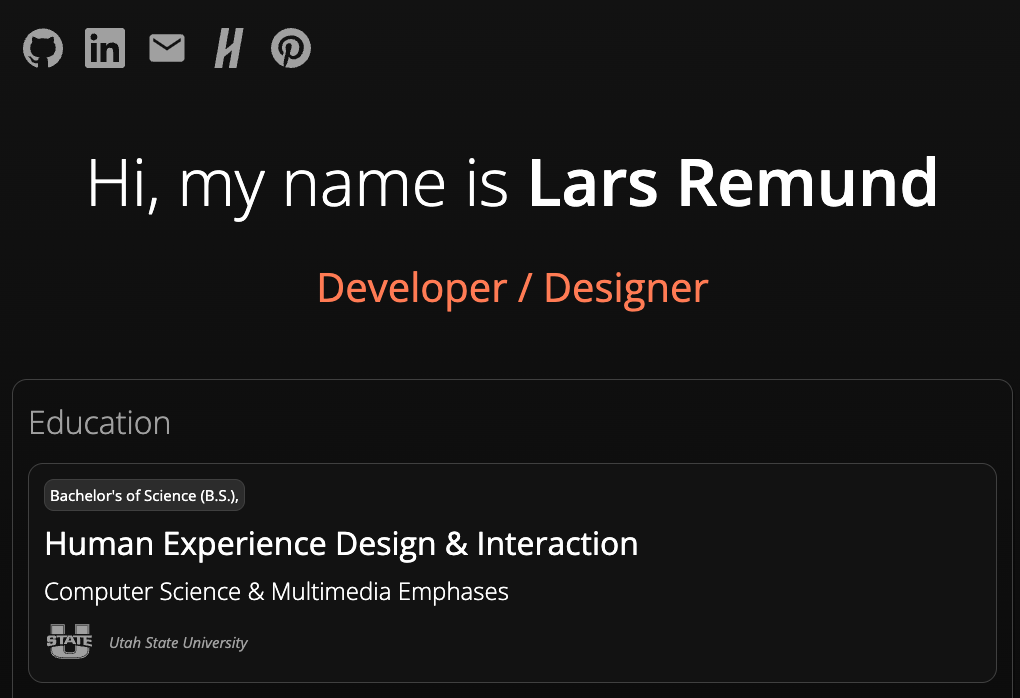 Hi, my name is Lars Remund
Developer / Designer
Education
Bachelor's of Science (B.S.),
Human Experience Design & Interaction
Computer Science & Multimedia Emphases
U STATE
Utah State University